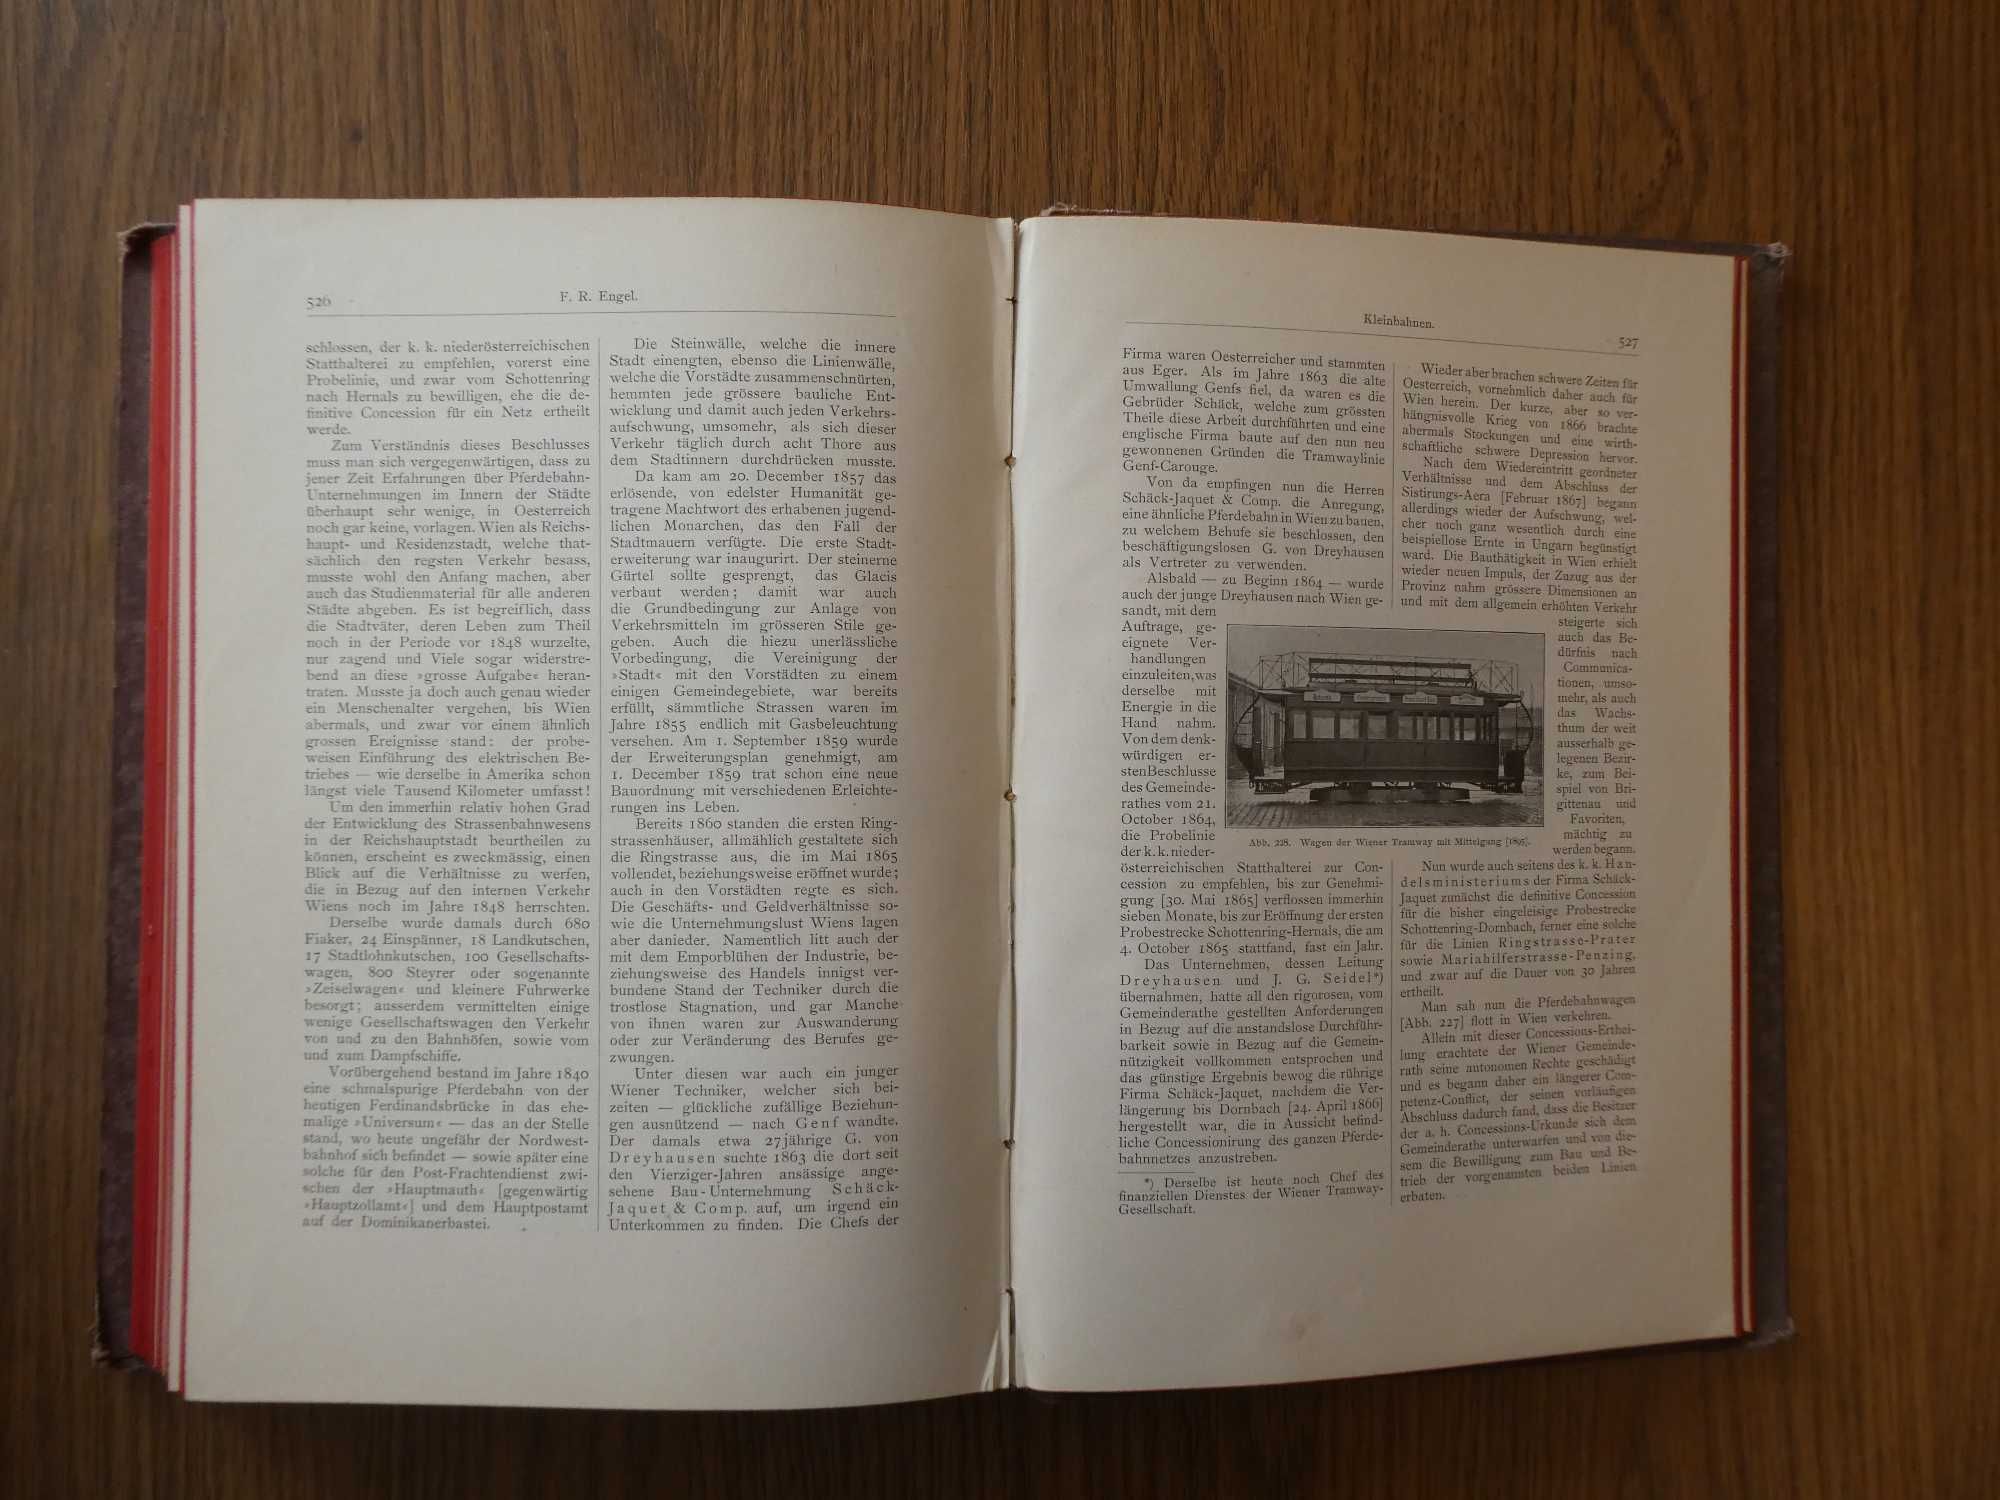 526
F. R. Engel.
schlossen, der k. k. niederösterreichischen
Statthalterei zu empfehlen, vorerst eine
Probelinie, und zwar vom Schottenring
nach Hernals zu bewilligen, ehe die de-
finitive Concession für ein Netz ertheilt
werde.
Zum Verständnis dieses Beschlusses
muss man sich vergegenwärtigen, dass zu
jener Zeit Erfahrungen über Pferdebahn-
Unternehmungen im Innern der Städte
überhaupt sehr wenige, in Oesterreich
noch gar keine, vorlagen. Wien als Reichs-
haupt- und Residenzstadt, welche that-
sächlich den regsten Verkehr besass,
musste wohl den Anfang machen, aber
auch das Studienmaterial für alle anderen
Städte abgeben. Es ist begreiflich, dass
die Stadtväter, deren Leben zum Theil
noch in der Periode vor 1848 wurzelte,
nur zagend und Viele sogar widerstre-
bend an diese »grosse Aufgabe« heran-
traten. Musste ja doch auch genau wieder
ein Menschenalter vergehen, bis Wien
abermals, und zwar vor einem ähnlich
grossen Ereignisse stand: der probe-
weisen Einführung des elektrischen Be-
triebes — wie derselbe in Amerika schon
längst viele Tausend Kilometer umfasst!
Um den immerhin relativ hohen Grad
der Entwicklung des Strassenbahnwesens
in der Reichshauptstadt beurtheilen zu
können, erscheint es zweckmässig, einen
Blick auf die Verhältnisse zu werfen,
die in Bezug auf den internen Verkehr
Wiens noch im Jahre 1848 herrschten.
Derselbe wurde damals durch 680
Fiaker, 24 Einspänner, 18 Landkutschen,
17 Stadtlohnkutschen, 100 Gesellschafts-
wagen, 800 Steyrer oder sogenannte
»Zeiselwagen« und kleinere Fuhrwerke
besorgt; ausserdem vermittelten einige
wenige Gesellschaftswagen den Verkehr
von und zu den Bahnhöfen, sowie vom
und zum Dampfschiffe.
Vorübergehend bestand im Jahre 1840
eine schmalspurige Pferdebahn von der
heutigen Ferdinandsbrücke in das ehe-
malige »Universum« — das an der Stelle
stand, wo heute ungefähr der Nordwest-
bahnhof sich befindet — sowie später eine
solche für den Post-Frachtendienst zwi-
schen der »Hauptmauth« [gegenwärtig
»Hauptzollamt«] und dem Hauptpostamt
auf der Dominikanerbastei.
Die Steinwälle, welche die innere
Stadt einengten, ebenso die Linienwälle,
welche die Vorstädte zusammenschnürten,
hemmten jede grössere bauliche Ent-
wicklung und damit auch jeden Verkehrs-
aufschwung, umsomehr, als sich dieser
Verkehr täglich durch acht Thore aus
dem Stadtinnern durchdrücken musste.
Da kam am 20. December 1857 das
erlösende, von edelster Humanität ge-
tragene Machtwort des erhabenen jugend-
lichen Monarchen, das den Fall der
Stadtmauern verfügte. Die erste Stadt-
erweiterung war inaugurirt. Der steinerne
Gürtel sollte gesprengt, das Glacis
verbaut werden; damit war auch
die Grundbedingung zur Anlage von
Verkehrsmitteln im grösseren Stile ge-
geben. Auch die hiezu unerlässliche
Vorbedingung, die Vereinigung der
»Stadt« mit den Vorstädten zu einem
einigen Gemeindegebiete, war bereits
erfüllt, sämmtliche Strassen waren im
Jahre 1855 endlich mit Gasbeleuchtung
versehen. Am 1. September 1859 wurde
der Erweiterungsplan genehmigt, am
1. December 1859 trat schon eine neue
Bauordnung mit verschiedenen Erleichte-
rungen ins Leben.
Bereits 1860 standen die ersten Ring-
strassenhäuser, allmählich gestaltete sich
die Ringstrasse aus, die im Mai 1865
vollendet, beziehungsweise eröffnet wurde;
auch in den Vorstädten regte es sich.
Die Geschäfts- und Geldverhältnisse so-
wie die Unternehmungslust Wiens lagen
aber danieder. Namentlich litt auch der
mit dem Emporblühen der Industrie, be-
ziehungsweise des Handels innigst ver-
bundene Stand der Techniker durch die
trostlose Stagnation, und gar Manche
von ihnen waren zur Auswanderung
oder zur Veränderung des Berufes ge-
zwungen.
Unter diesen war auch ein junger
Wiener Techniker, welcher sich bei-
zeiten — glückliche zufällige Beziehun-
gen ausnützend — nach Genf wandte.
Der damals etwa 27jährige G. von
Dreyhausen suchte 1863 die dort seit
den Vierziger-Jahren ansässige ange-
sehene Bau-Unternehmung Schäck-
Jaquet & Comp. auf, um irgend ein
Unterkommen zu finden. Die Chefs der
Kleinbahnen.
527
Firma waren Oesterreicher und stammten
aus Eger. Als im Jahre 1863 die alte
Umwallung Genfs fiel, da waren es die
Gebrüder Schäck, welche zum grössten
Theile diese Arbeit durchführten und eine
englische Firma baute auf den nun neu
gewonnenen Gründen die Tramwaylinie
Genf-Carouge.
Von da empfingen nun die Herren
Schäck-Jaquet & Comp. die Anregung,
eine ähnliche Pferdebahn in Wien zu bauen,
zu welchem Behufe sie beschlossen, den
beschäftigungslosen G. von Dreyhausen
als Vertreter zu verwenden.
Alsbald — zu Beginn 1864 — wurde
auch der junge Dreyhausen nach Wien ge-
sandt, mit dem
Auftrage, ge-
eignete Ver-
handlungen
einzuleiten, was
derselbe mit
Energie in die
Hand nahm.
Von dem denk-
würdigen er-
sten Beschlusse
des Gemeinde-
rathes vom 21.
October 1864,
die Probelinie
der k. k. nieder-
österreichischen Statthalterei zur Con-
cession zu empfehlen, bis zur Genehmi-
gung [30. Mai 1865] verflossen immerhin
sieben Monate, bis zur Eröffnung der ersten
Probestrecke Schottenring-Hernals, die am
4. October 1865 stattfand, fast ein Jahr.
Das Unternehmen, dessen Leitung
Dreyhausen und J. G. Seidel*)
übernahmen, hatte all den rigorosen, vom
Gemeinderathe gestellten Anforderungen
in Bezug auf die anstandslose Durchführ-
barkeit sowie in Bezug auf die Gemein-
nützigkeit vollkommen entsprochen und
das günstige Ergebnis bewog die rührige
Firma Schäck-Jaquet, nachdem die Ver-
längerung bis Dornbach [24. April 1866]
hergestellt war, die in Aussicht befind-
liche Concessionirung des ganzen Pferde-
bahnnetzes anzustreben.
*) Derselbe ist heute noch Chef des
finanziellen Dienstes der Wiener Tramway-
Gesellschaft.
Abb. 228. Wagen der Wiener Tramway mit Mittelgang [1895].
Wieder aber brachen schwere Zeiten für
Oesterreich, vornehmlich daher auch für
Wien herein. Der kurze, aber so ver-
hängnisvolle Krieg von 1866 brachte
abermals Stockungen und eine wirth-
schaftliche schwere Depression hervor.
Nach dem Wiedereintritt geordneter
Verhältnisse und dem Abschluss der
Sistirungs-Aera [Februar 1867] begann
allerdings wieder der Aufschwung, wel-
cher noch ganz wesentlich durch eine
beispiellose Ernte in Ungarn begünstigt
ward. Die Bauthätigkeit in Wien erhielt
wieder neuen Impuls, der Zuzug aus der
Provinz nahm grössere Dimensionen an
und mit dem allgemein erhöhten Verkehr
steigerte sich
auch das Be-
dürfnis nach
Communica-
tionen, umso-
mehr, als auch
das Wachs-
thum der weit
ausserhalb ge-
legenen Bezir-
ke, zum Bei-
spiel von Bri-
gittenau und
Favoriten,
mächtig zu
werden begann.
Nun wurde auch seitens des k. k. Han-
delsministeriums der Firma Schäck-
Jaquet zunächst die definitive Concession
für die bisher eingeleisige Probestrecke
Schottenring-Dornbach, ferner eine solche
für die Linien Ringstrasse-Prater
sowie Mariahilferstrasse-Penzing,
und zwar auf die Dauer von 30 Jahren
ertheilt.
Man sah nun die Pferdebahnwagen
[Abb. 227] flott in Wien verkehren.
Allein mit dieser Concessions-Erthei-
lung erachtete der Wiener Gemeinde-
rath seine autonomen Rechte geschädigt
und es begann daher ein längerer Com-
petenz-Conflict, der seinen vorläufigen
Abschluss dadurch fand, dass die Besitzer
der a. h. Concessions-Urkunde sich dem
Gemeinderathe unterwarfen und von die-
sem die Bewilligung zum Bau und Be-
trieb der vorgenannten beiden Linien
erbaten.